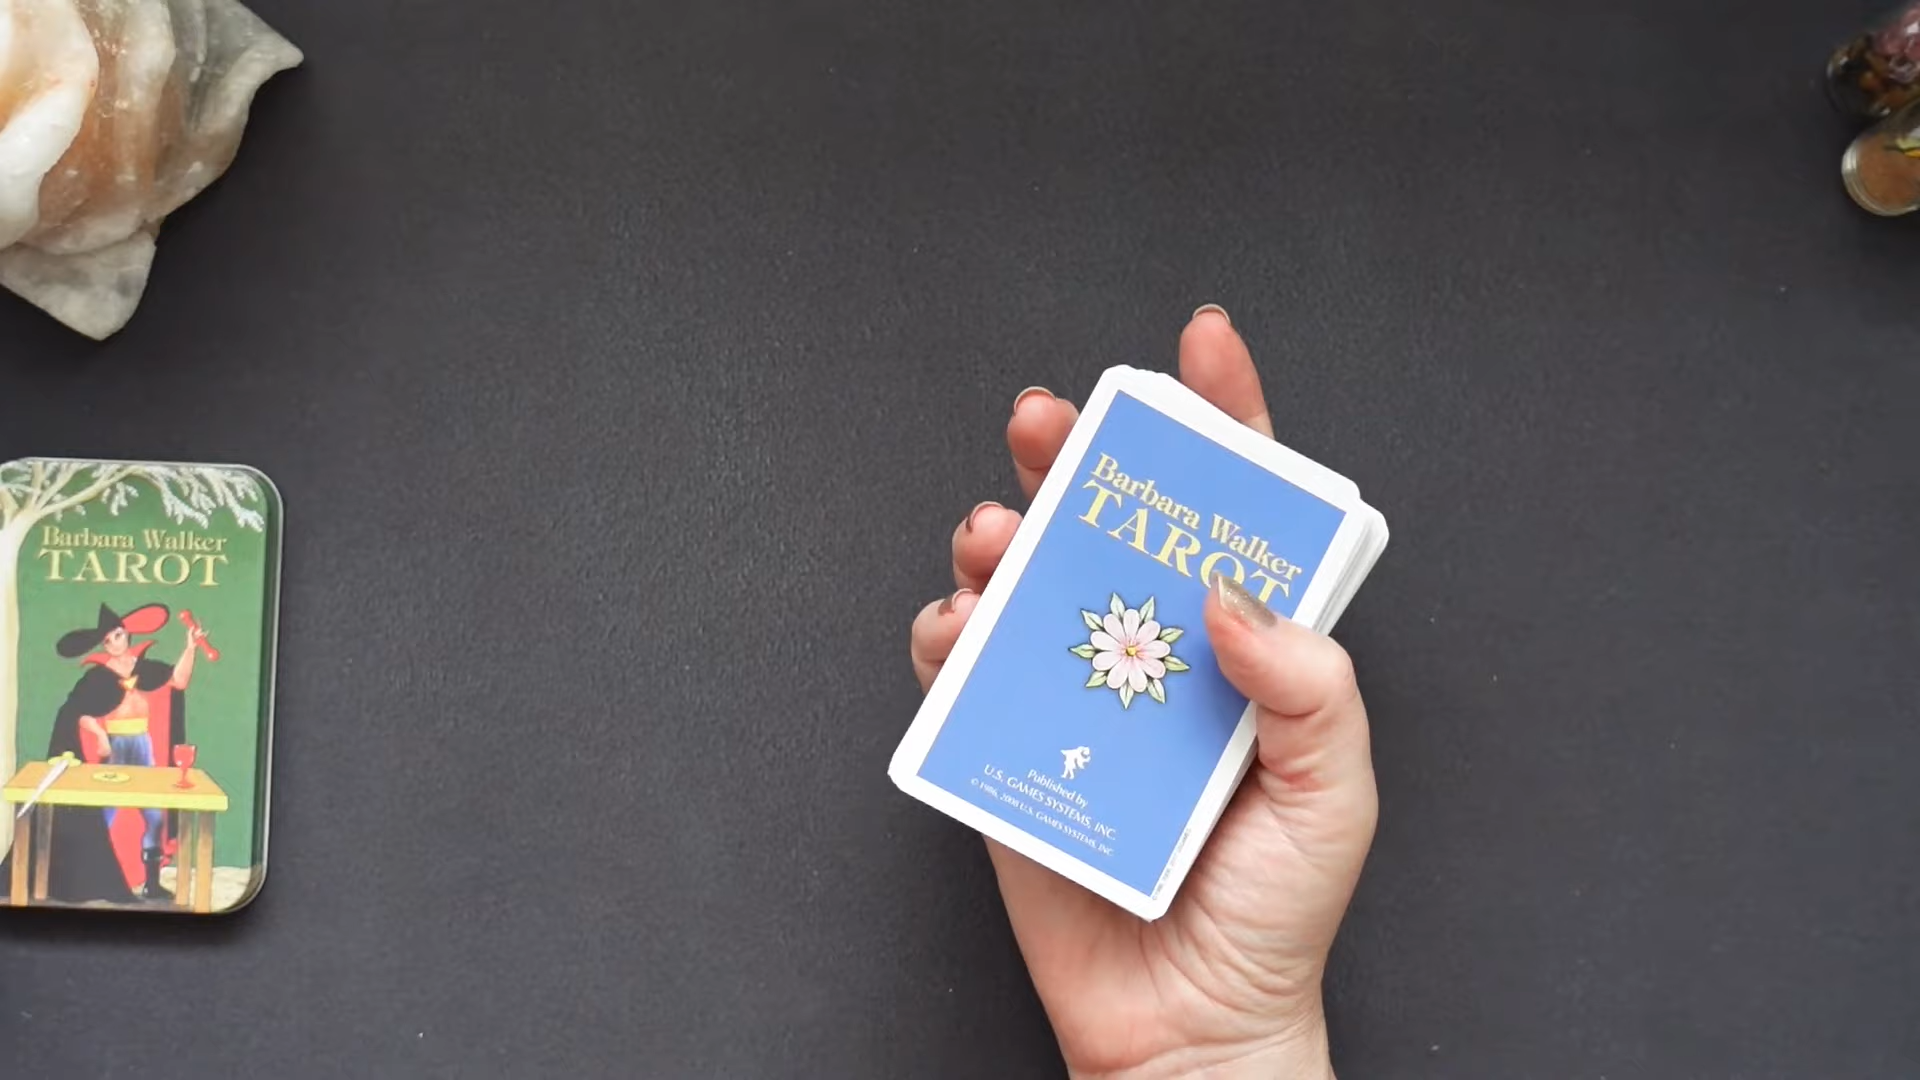 Barbara Walker
TAROT
Barbara Walker
TAROT
Published by
U.S. GAMES SYSTEMS, INC.
© 1986, 2008 U.S. GAMES SYSTEMS, INC.